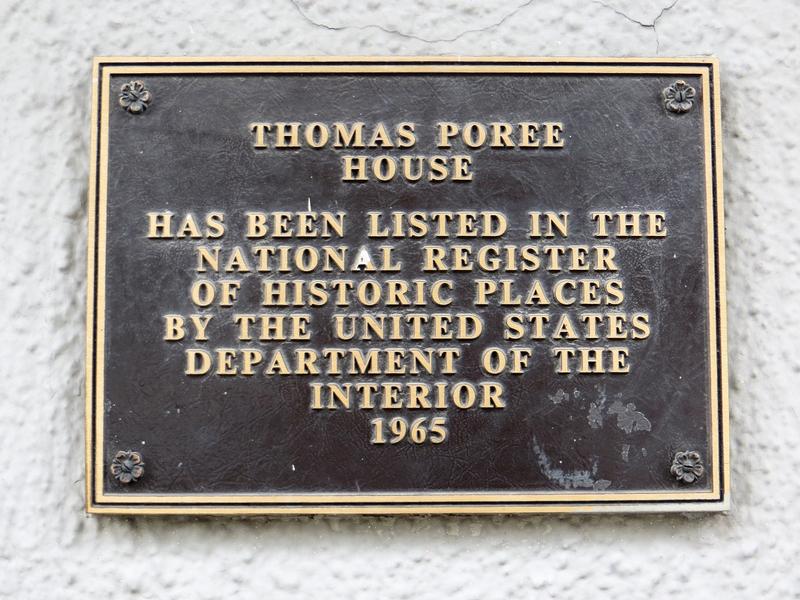 THOMAS POREE
HOUSE
HAS BEEN LISTED IN THE
NATIONAL REGISTER
OF HISTORIC PLACES
BY THE UNITED STATES
DEPARTMENT OF THE
INTERIOR
1965